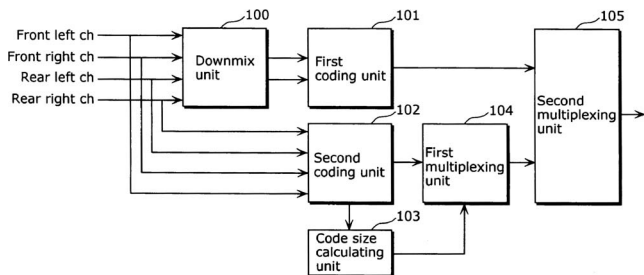 100
101
105
Front left ch
Front right ch
Rear left ch
Rear right ch
Downmix
unit
First
coding unit
102
104
Second
multiplexing
unit
Second
coding unit
First
multiplexing
unit
103
Code size
calculating
unit